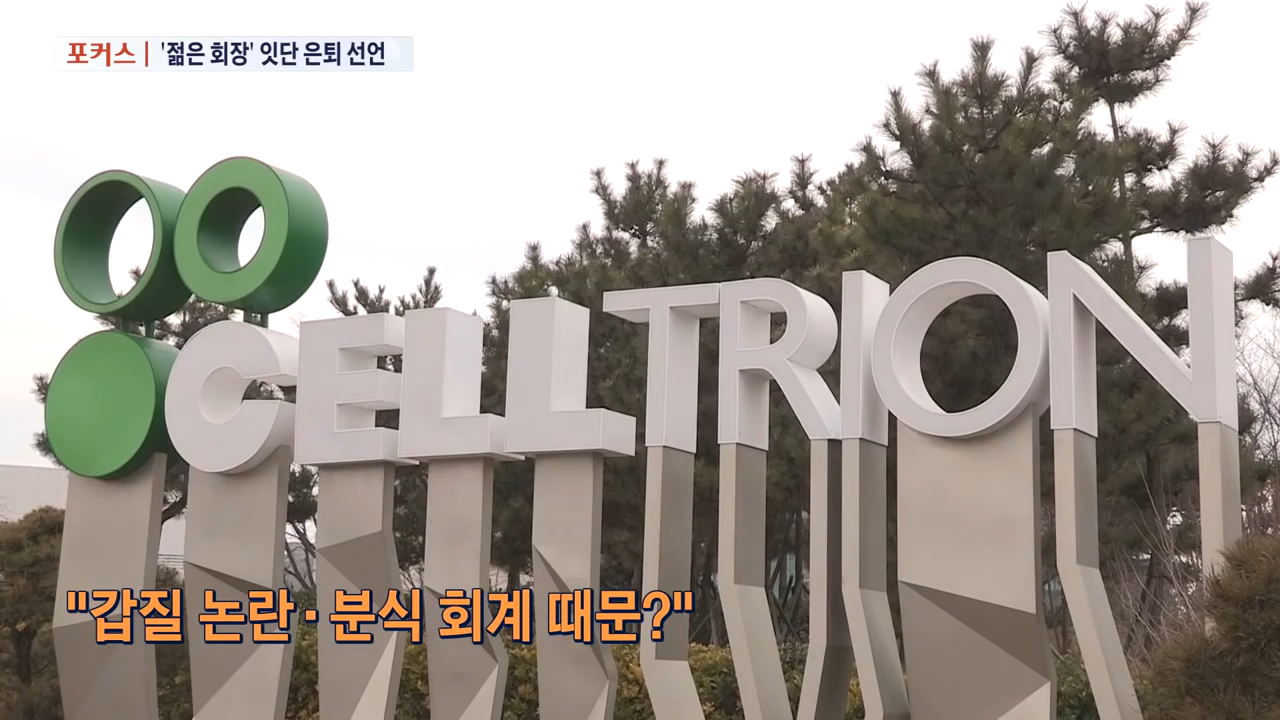 포커스 | '젊은 회장' 잇단 은퇴 선언
CELLTRION
"갑질 논란·분식 회계 때문?"